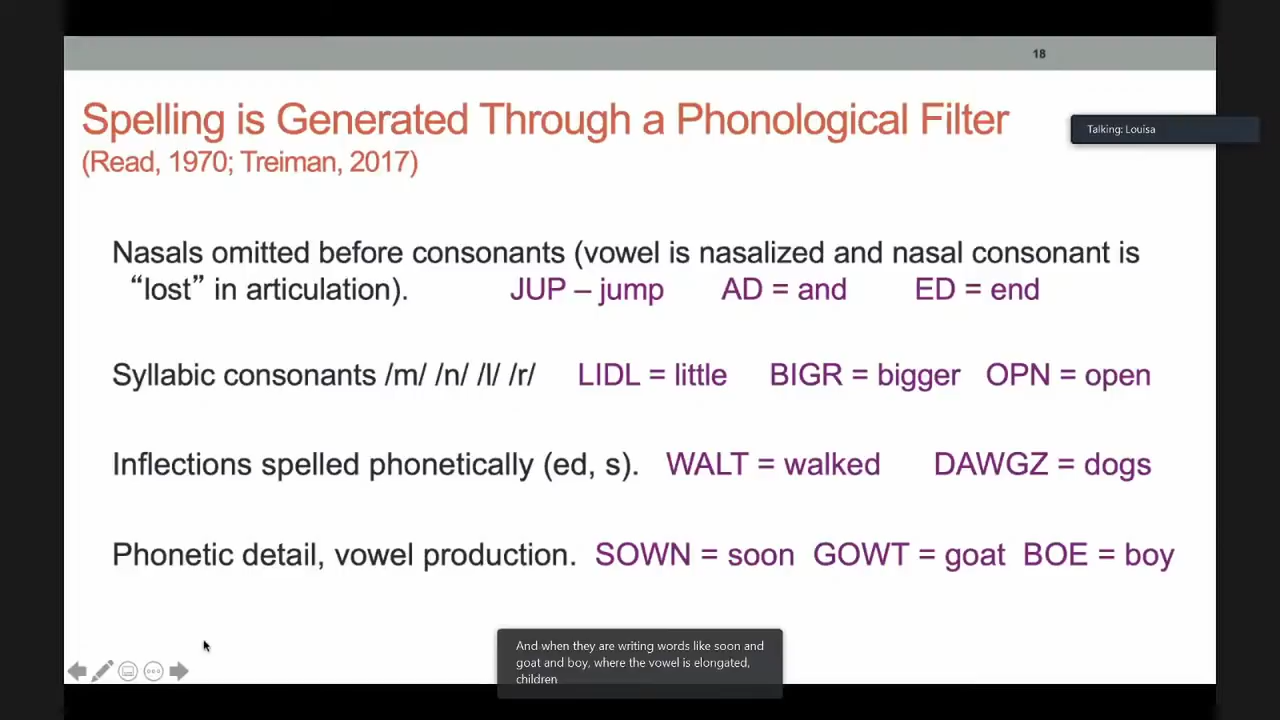 18
Spelling is Generated Through a Phonological Filter
(Read, 1970; Treiman, 2017)
Talking: Louisa
Nasals omitted before consonants (vowel is nasalized and nasal consonant is
“lost” in articulation). JUP – jump AD = and ED = end
Syllabic consonants /m/ /n/ /l/ /r/ LIDL = little BIGR = bigger OPN = open
Inflections spelled phonetically (ed, s). WALT = walked DAWGZ = dogs
Phonetic detail, vowel production. SOWN = soon GOWT = goat BOE = boy
And when they are writing words like soon and
goat and boy, where the vowel is elongated,
children